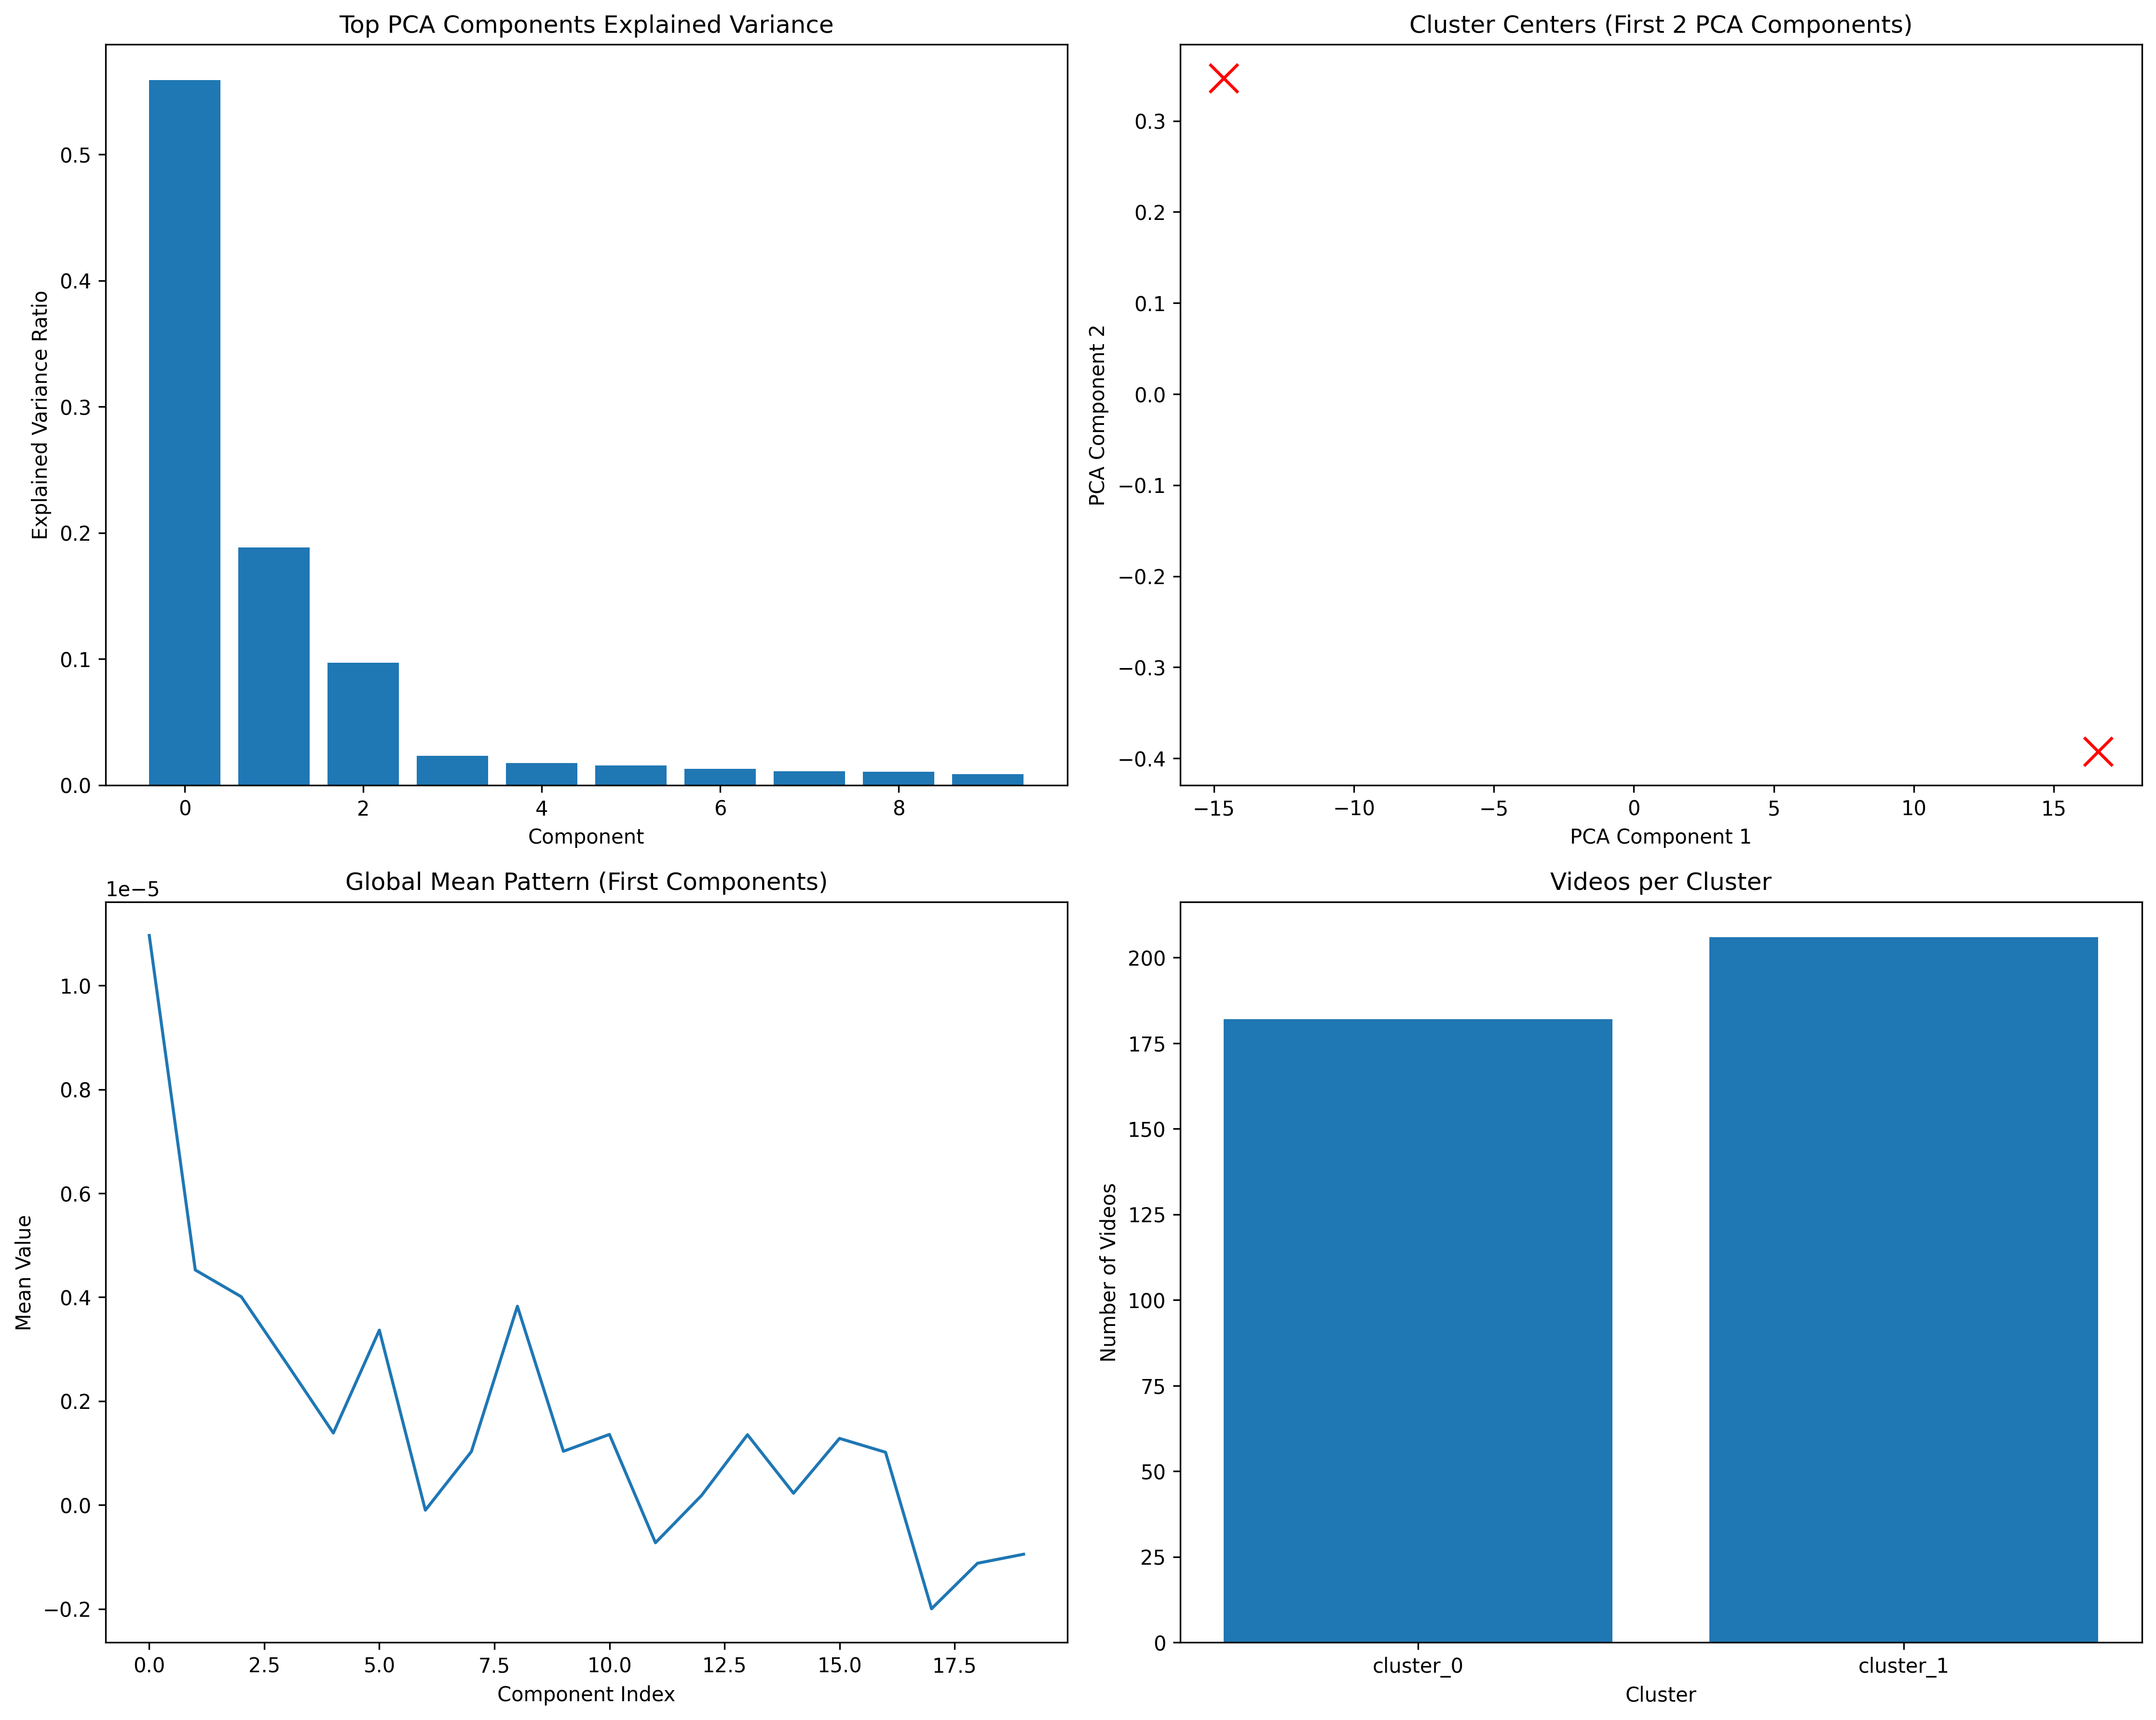 Top PCA Components Explained Variance
Explained Variance Ratio
0.5
0.4
0.3
0.2
0.1
0.0
0 2 4 6 8
Component
Cluster Centers (First 2 PCA Components)
PCA Component 2
0.3
0.2
0.1
0.0
−0.1
−0.2
−0.3
−0.4
−15 −10 −5 0 5 10 15
PCA Component 1
Global Mean Pattern (First Components)
1e−5
Mean Value
1.0
0.8
0.6
0.4
0.2
0.0
−0.2
0.0 2.5 5.0 7.5 10.0 12.5 15.0 17.5
Component Index
Videos per Cluster
Number of Videos
200
175
150
125
100
75
50
25
0
cluster_0 cluster_1
Cluster